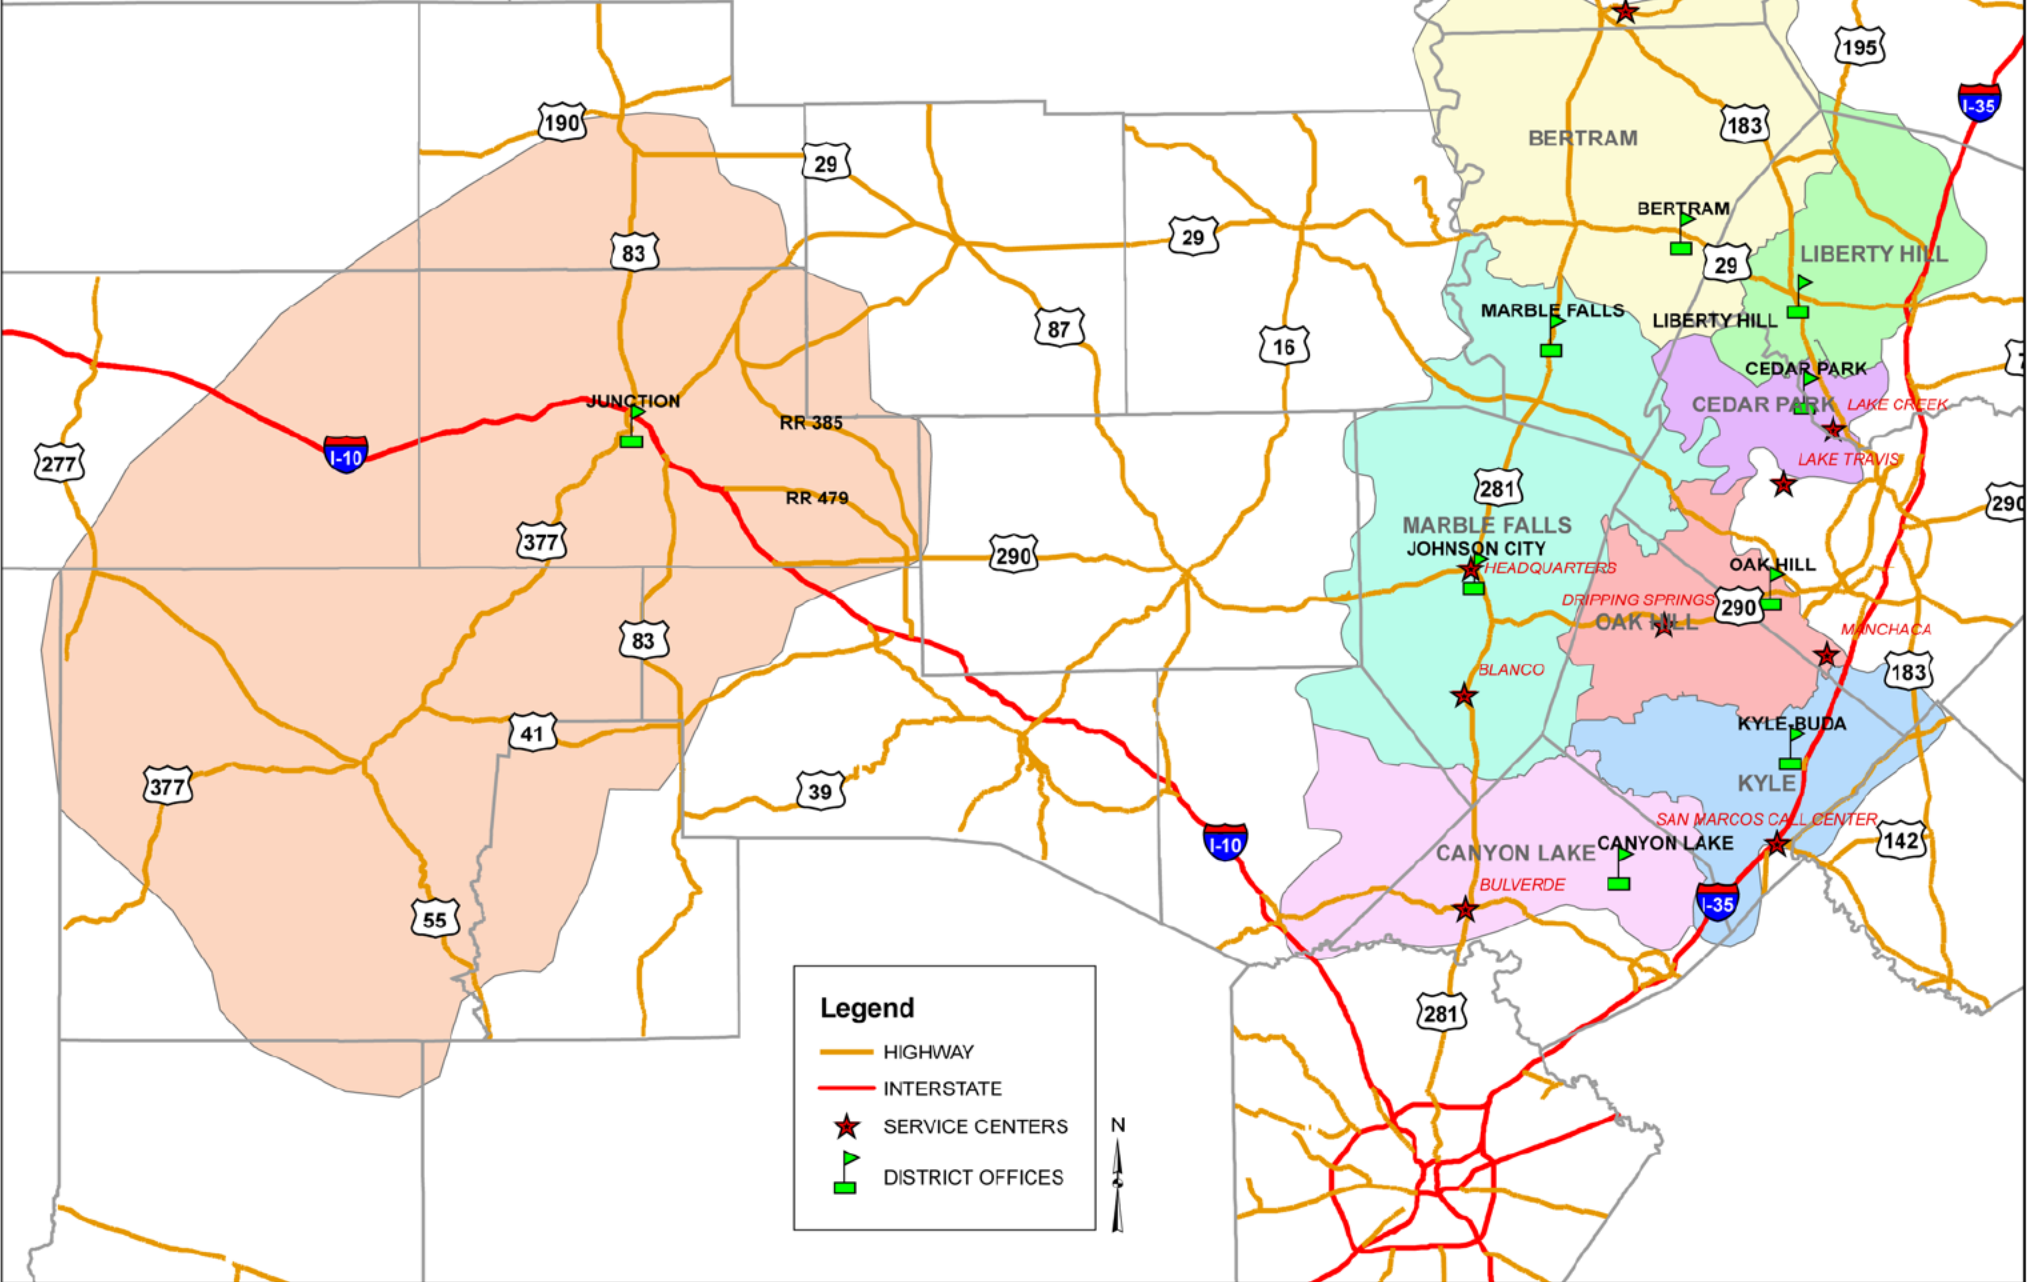 195
I-35
190
183
BERTRAM
29
83
29
BERTRAM
29
LIBERTY HILL
MARBLE FALLS
LIBERTY HILL
87
16
CEDAR PARK
JUNCTION
CEDAR PARK
LAKE CREEK
RR 385
I-10
277
LAKE TRAVIS
281
RR 479
290
MARBLE FALLS
377
JOHNSON CITY
290
HEADQUARTERS
OAK HILL
DRIPPING SPRINGS
290
OAK HILL
MANCHACA
83
BLANCO
183
41
KYLE-BUDA
377
39
KYLE
SAN MARCOS CALL CENTER
I-10
CANYON LAKE
CANYON LAKE
142
BULVERDE
I-35
55
281
Legend
HIGHWAY
INTERSTATE
SERVICE CENTERS
DISTRICT OFFICES
N